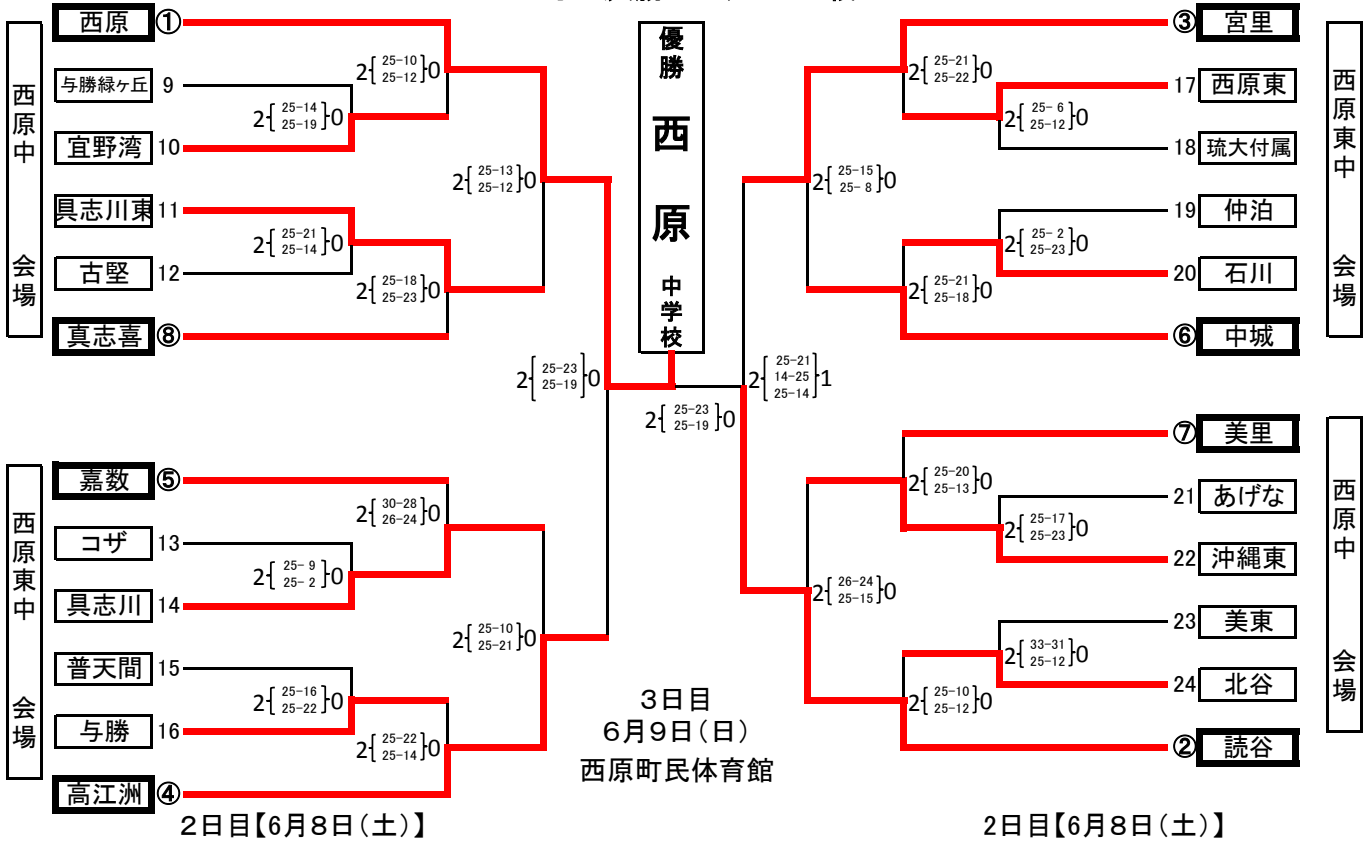 西原 ①
与勝緑ヶ丘 9
宜野湾 10
具志川東 11
古堅 12
真志喜 ⑧
西原中 会場
2{ 25-10 25-12 }0
2{ 25-14 25-19 }0
2{ 25-21 25-14 }0
2{ 25-18 25-23 }0
2{ 25-13 25-12 }0
嘉数 ⑤
コザ 13
具志川 14
普天間 15
与勝 16
高江洲 ④
西原東中 会場
2{ 30-28 26-24 }0
2{ 25- 9 25- 2 }0
2{ 25-16 25-22 }0
2{ 25-22 25-14 }0
2{ 25-10 25-21 }0
2{ 25-23 25-19 }0
2日目【6月8日(土)】
優勝 西原 中学校
2{ 25-23 25-19 }0
3日目
6月9日(日)
西原町民体育館
③ 宮里
17 西原東
18 琉大付属
19 仲泊
20 石川
⑥ 中城
西原東中 会場
2{ 25-21 25-22 }0
2{ 25- 6 25-12 }0
2{ 25- 2 25-23 }0
2{ 25-21 25-18 }0
2{ 25-15 25- 8 }0
2{ 25-21 14-25 25-14 }1
⑦ 美里
21 あげな
22 沖縄東
23 美東
24 北谷
② 読谷
西原中 会場
2{ 25-20 25-13 }0
2{ 25-17 25-23 }0
2{ 33-31 25-12 }0
2{ 25-10 25-12 }0
2{ 26-24 25-15 }0
2日目【6月8日(土)】